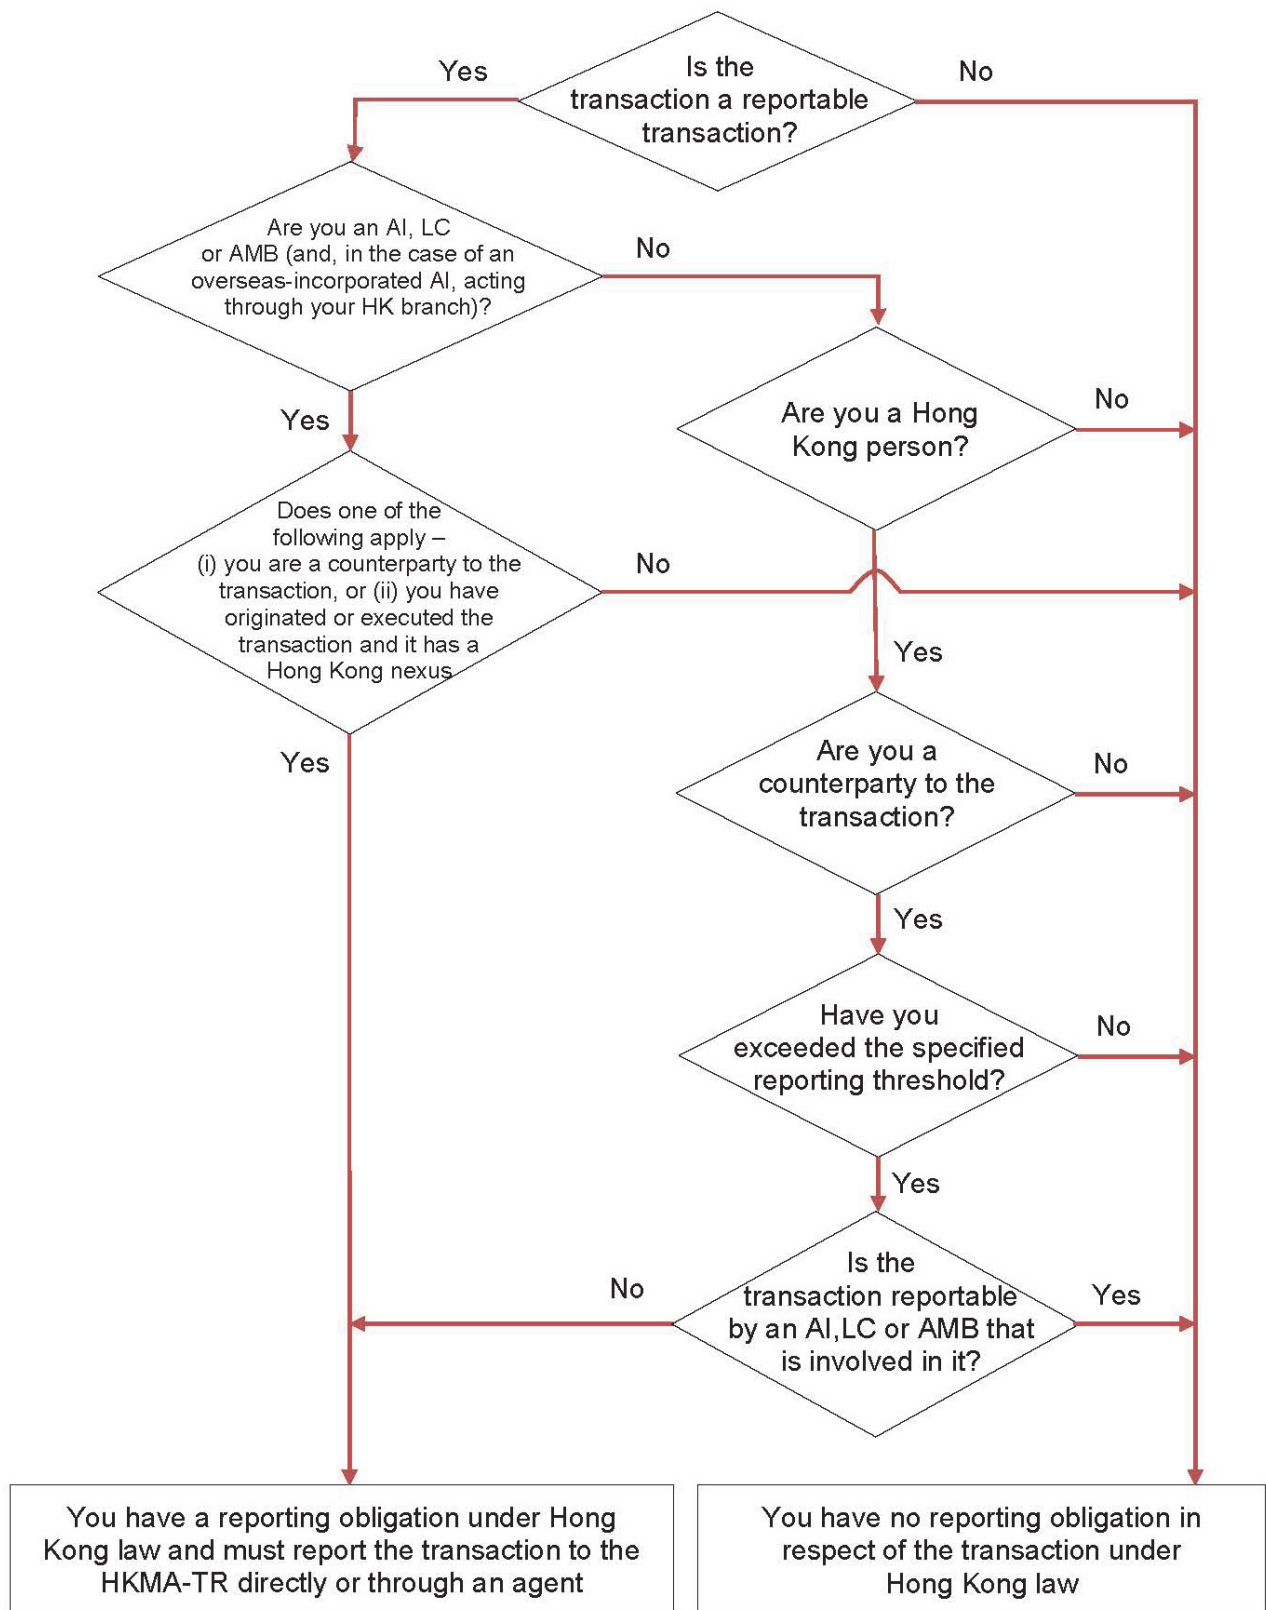 Is the
transaction a reportable
transaction?
Yes
No
Are you an AI, LC
or AMB (and, in the case of an
overseas-incorporated AI, acting
through your HK branch)?
No
Yes
Are you a Hong
Kong person?
No
Yes
Does one of the
following apply –
(i) you are a counterparty to the
transaction, or (ii) you have
originated or executed the
transaction and it has a
Hong Kong nexus
No
Yes
Are you a
counterparty to the
transaction?
No
Yes
Have you
exceeded the specified
reporting threshold?
No
Yes
Is the
transaction reportable
by an AI,LC or AMB that
is involved in it?
No
Yes
You have a reporting obligation under Hong
Kong law and must report the transaction to the
HKMA-TR directly or through an agent
You have no reporting obligation in
respect of the transaction under
Hong Kong law